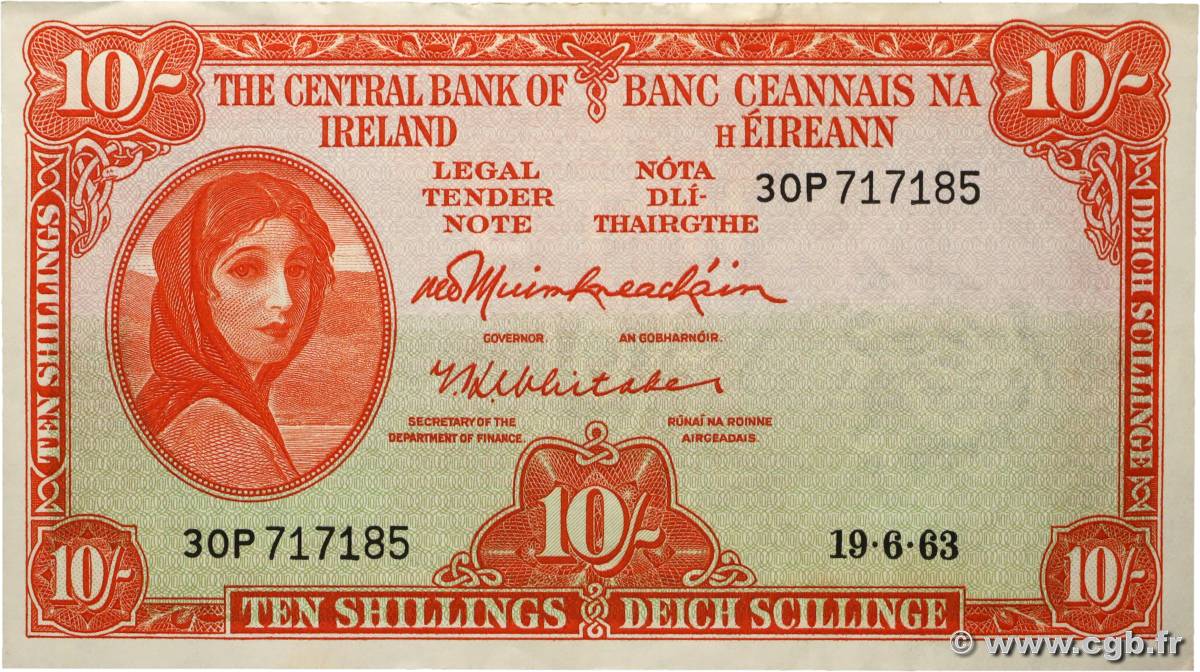 10/-
10/-
THE CENTRAL BANK OF
IRELAND
BANC CEANNAIS NA
H ÉIREANN
LEGAL
TENDER
NOTE
NÓTA
DLÍ-
THAIRGTHE
30P 717185
GOVERNOR.
AN GOBHARNÓIR.
T.K. Whitaker
SECRETARY OF THE
DEPARTMENT OF FINANCE.
RÚNAÍ NA ROINNE
AIRGEADAIS.
TEN SHILLINGS
DEICH SCILLINGE
30P 717185
10/-
19·6·63
10/-
10/-
TEN SHILLINGS
DEICH SCILLINGE
© www.cgb.fr